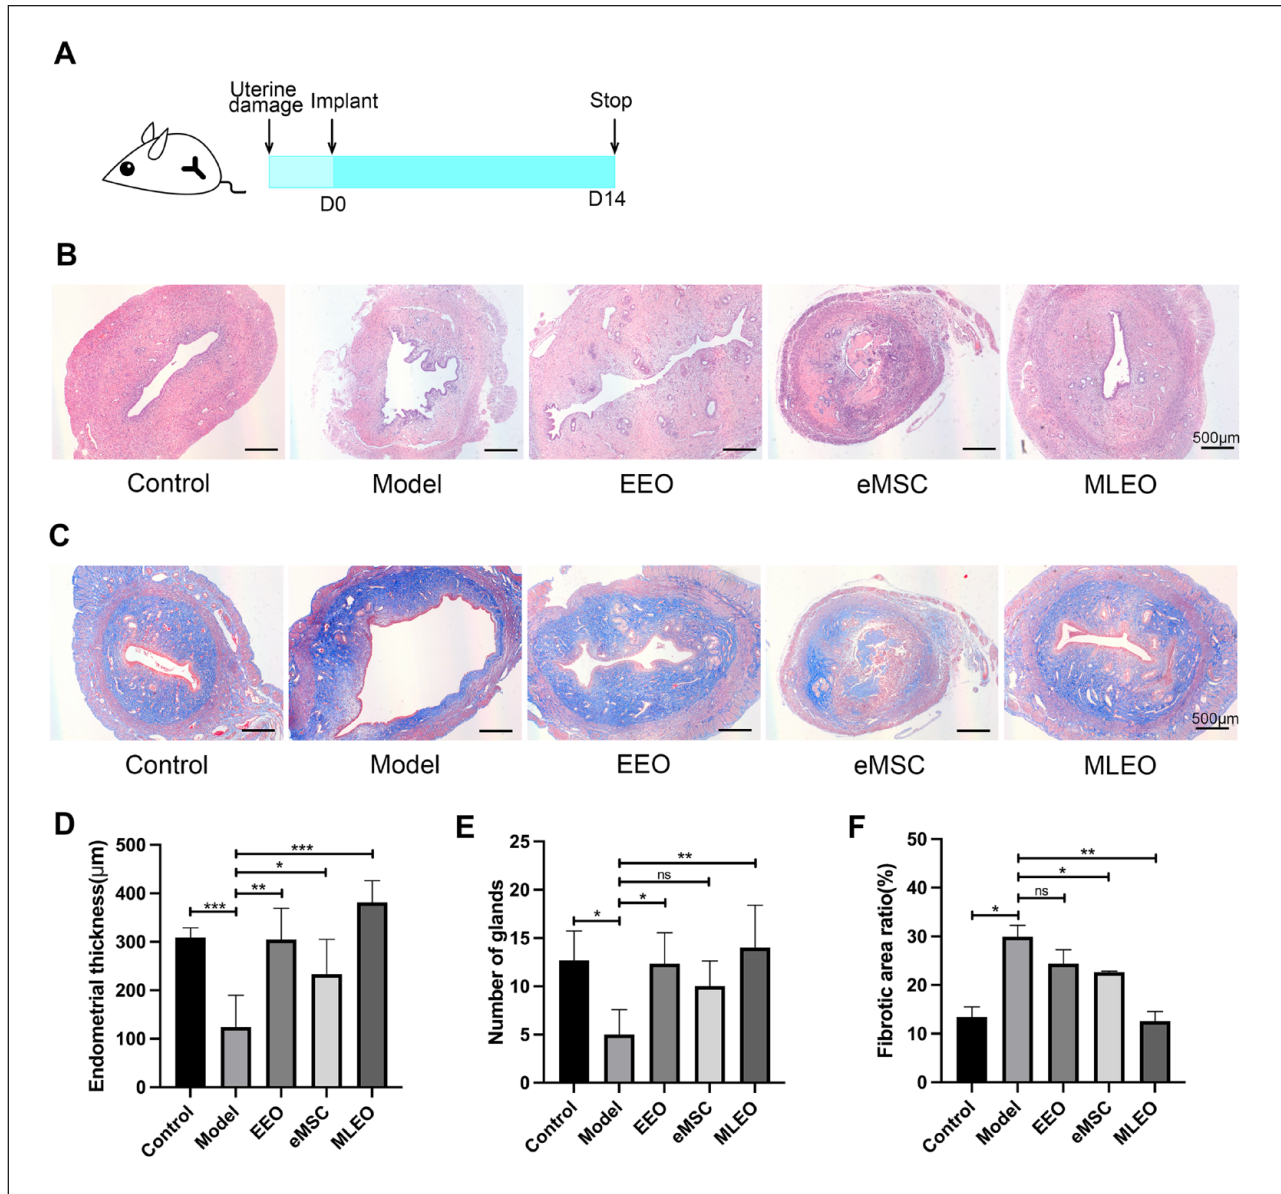 A
Uterine
damage
Implant
Stop
D0
D14
B
500μm
Control
Model
EEO
eMSC
MLEO
C
500μm
Control
Model
EEO
eMSC
MLEO
D
Endometrial thickness(μm)
500
400
300
200
100
0
***
*
**
***
Control
Model
EEO
eMSC
MLEO
E
Number of glands
25
20
15
10
5
0
**
ns
*
*
Control
Model
EEO
eMSC
MLEO
F
Fibrotic area ratio(%)
50
40
30
20
10
0
**
*
ns
*
Control
Model
EEO
eMSC
MLEO